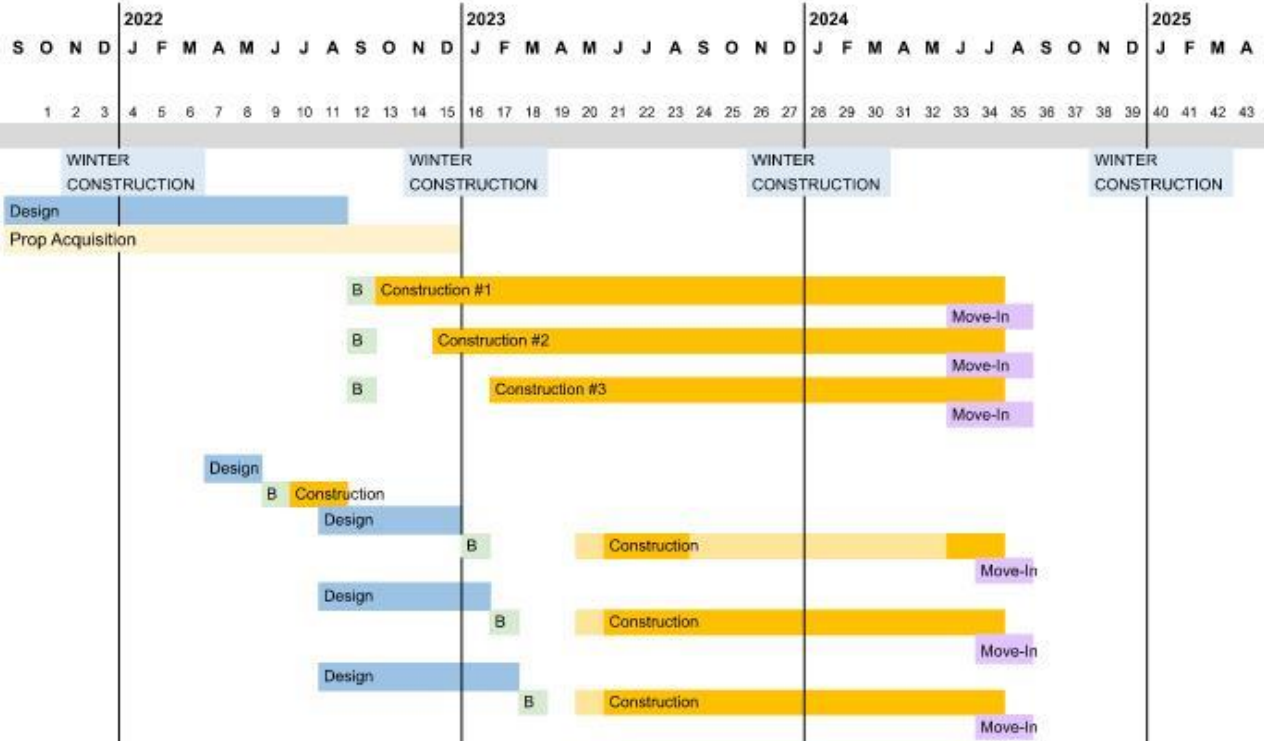 2022 2023 2024 2025
S O N D J F M A M J J A S O N D J F M A M J J A S O N D J F M A M J J A S O N D J F M A
1 2 3 4 5 6 7 8 9 10 11 12 13 14 15 16 17 18 19 20 21 22 23 24 25 26 27 28 29 30 31 32 33 34 35 36 37 38 39 40 41 42 43
WINTER WINTER WINTER WINTER
CONSTRUCTION CONSTRUCTION CONSTRUCTION CONSTRUCTION
Design
Prop Acquisition
B Construction #1
Move-In
B Construction #2
Move-In
B Construction #3
Move-In
Design
B Construction
Design
B Construction
Move-In
Design
B Construction
Move-In
Design
B Construction
Move-In